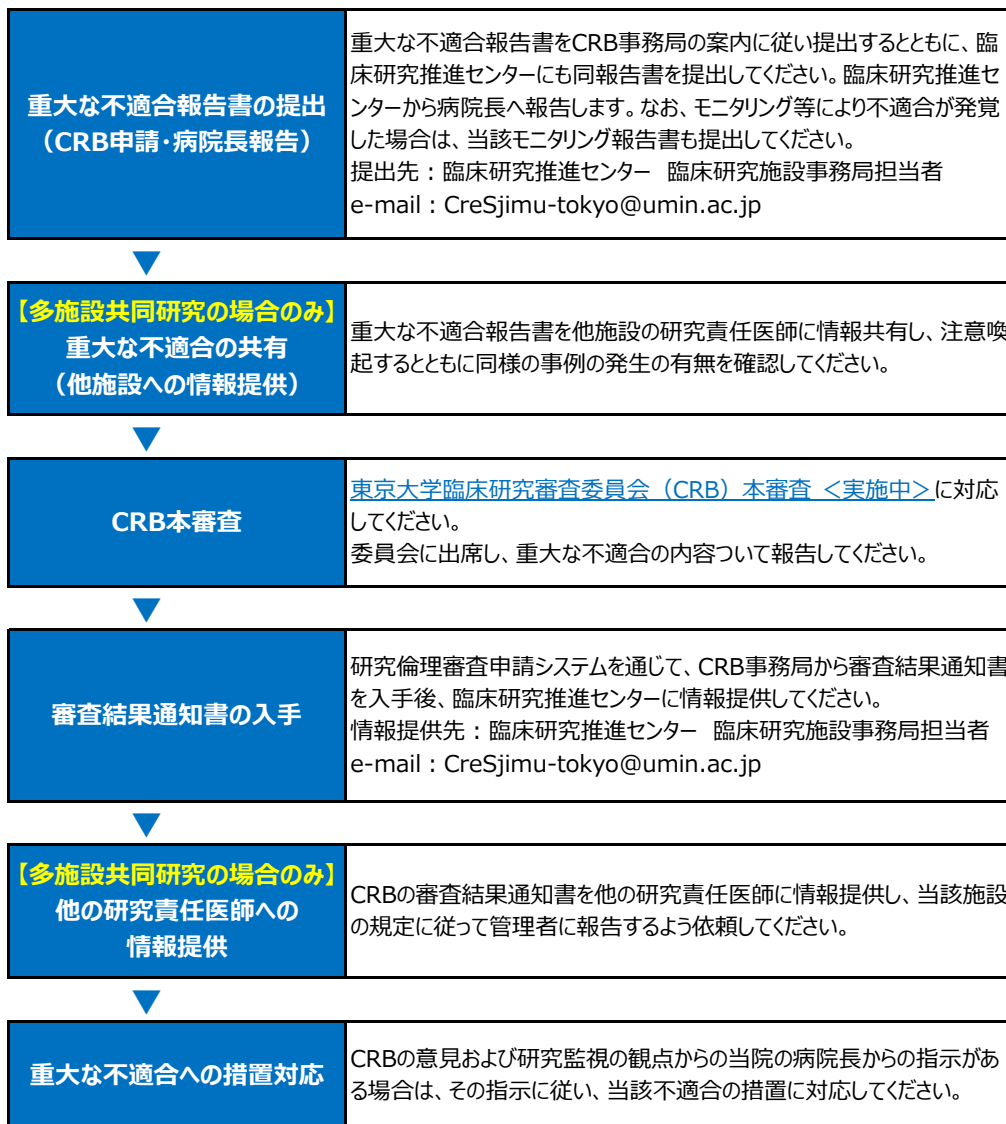 重大な不適合報告書の提出
（CRB申請・病院長報告）
重大な不適合報告書をCRB事務局の案内に従い提出するとともに、臨
床研究推進センターにも同報告書を提出してください。臨床研究推進セ
ンターから病院長へ報告します。なお、モニタリング等により不適合が発覚
した場合は、当該モニタリング報告書も提出してください。
提出先：臨床研究推進センター 臨床研究施設事務局担当者
e-mail：CreSjimu-tokyo@umin.ac.jp
【多施設共同研究の場合のみ】
重大な不適合の共有
（他施設への情報提供）
重大な不適合報告書を他施設の研究責任医師に情報共有し、注意喚
起するとともに同様の事例の発生の有無を確認してください。
CRB本審査
東京大学臨床研究審査委員会（CRB）本審査 ＜実施中＞に対応
してください。
委員会に出席し、重大な不適合の内容ついて報告してください。
審査結果通知書の入手
研究倫理審査申請システムを通じて、CRB事務局から審査結果通知書
を入手後、臨床研究推進センターに情報提供してください。
情報提供先：臨床研究推進センター 臨床研究施設事務局担当者
e-mail：CreSjimu-tokyo@umin.ac.jp
【多施設共同研究の場合のみ】
他の研究責任医師への
情報提供
CRBの審査結果通知書を他の研究責任医師に情報提供し、当該施設
の規定に従って管理者に報告するよう依頼してください。
重大な不適合への措置対応
CRBの意見および研究監視の観点からの当院の病院長からの指示があ
る場合は、その指示に従い、当該不適合の措置に対応してください。